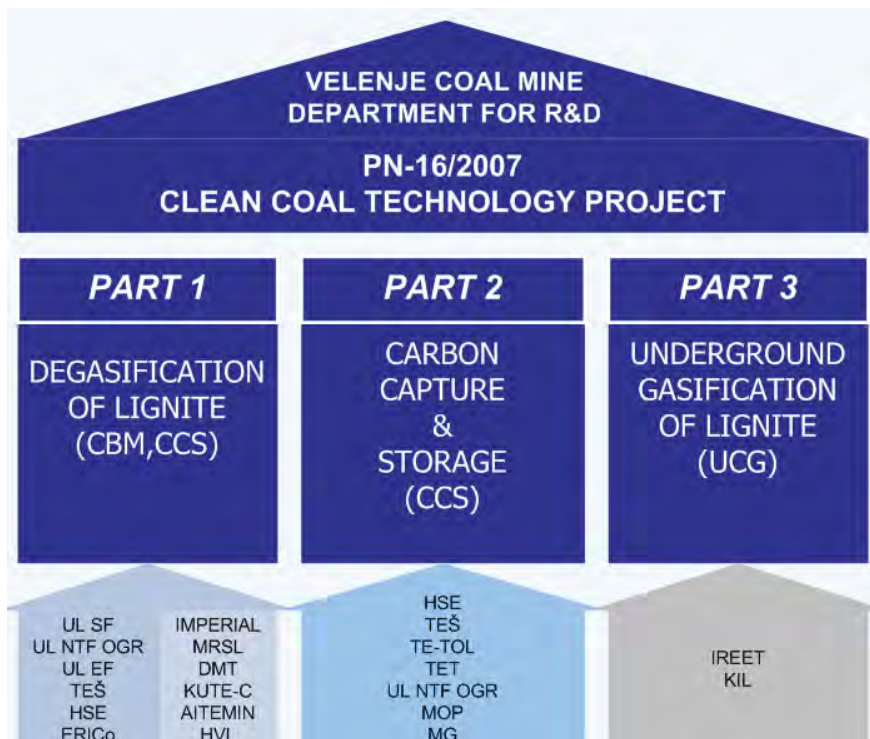 VELENJE COAL MINE
DEPARTMENT FOR R&D
PN-16/2007
CLEAN COAL TECHNOLOGY PROJECT
PART 1
DEGASIFICATION
OF LIGNITE
(CBM,CCS)
PART 2
CARBON
CAPTURE
&
STORAGE
(CCS)
PART 3
UNDERGROUND
GASIFICATION
OF LIGNITE
(UCG)
UL SF
UL NTF OGR
UL EF
TEŠ
HSE
ERICo
IMPERIAL
MRSL
DMT
KUTE-C
AITEMIN
HVL
HSE
TEŠ
TE-TOL
TET
UL NTF OGR
MOP
MG
IREET
KIL